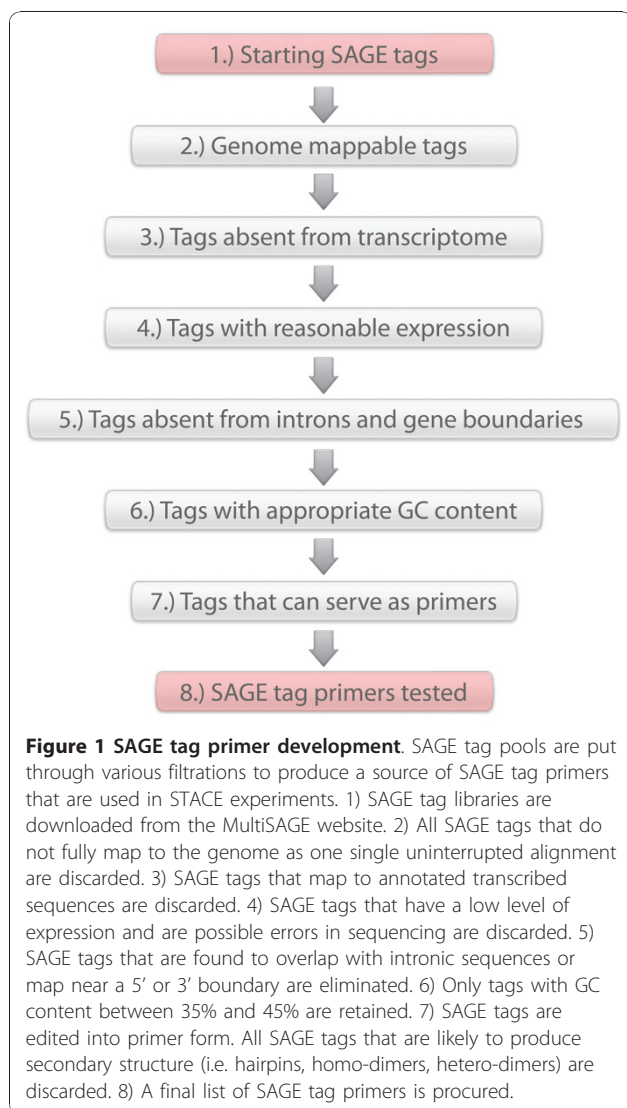 1.) Starting SAGE tags
2.) Genome mappable tags
3.) Tags absent from transcriptome
4.) Tags with reasonable expression
5.) Tags absent from introns and gene boundaries
6.) Tags with appropriate GC content
7.) Tags that can serve as primers
8.) SAGE tag primers tested
Figure 1 SAGE tag primer development. SAGE tag pools are put
through various filtrations to produce a source of SAGE tag primers
that are used in STACE experiments. 1) SAGE tag libraries are
downloaded from the MultiSAGE website. 2) All SAGE tags that do
not fully map to the genome as one single uninterrupted alignment
are discarded. 3) SAGE tags that map to annotated transcribed
sequences are discarded. 4) SAGE tags that have a low level of
expression and are possible errors in sequencing are discarded. 5)
SAGE tags that are found to overlap with intronic sequences or
map near a 5’ or 3’ boundary are eliminated. 6) Only tags with GC
content between 35% and 45% are retained. 7) SAGE tags are
edited into primer form. All SAGE tags that are likely to produce
secondary structure (i.e. hairpins, homo-dimers, hetero-dimers) are
discarded. 8) A final list of SAGE tag primers is procured.